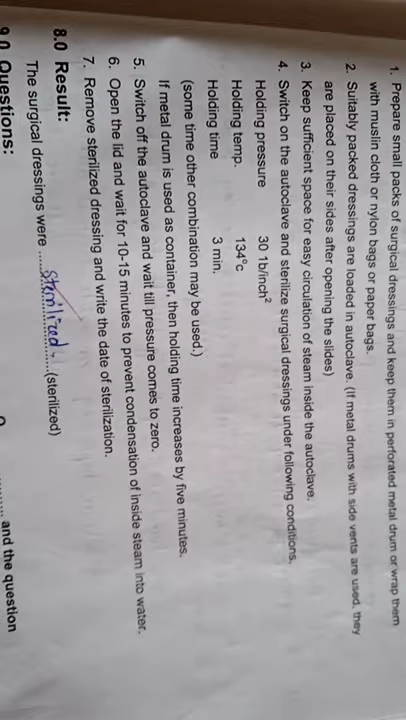 1. Prepare small packs of surgical dressings and keep them in perforated metal drum or wrap them
with muslin cloth or nylon bags or paper bags.
2. Suitably packed dressings are loaded in autoclave. (If metal drums with side vents are used, they
are placed on their sides after opening the slides)
3. Keep sufficient space for easy circulation of steam inside the autoclave.
4. Switch on the autoclave and sterilize surgical dressings under following conditions.
Holding pressure 30 1b/inch²
Holding temp. 134°c
Holding time 3 min.
(some time other combination may be used.)
If metal drum is used as container, then holding time increases by five minutes.
5. Switch off the autoclave and wait till pressure comes to zero.
6. Open the lid and wait for 10-15 minutes to prevent condensation of inside steam into water.
7. Remove sterilized dressing and write the date of sterilization.
8.0 Result:
The surgical dressings were .....Sterilized.....(sterilized)
9.0 Questions:
.......... and the question